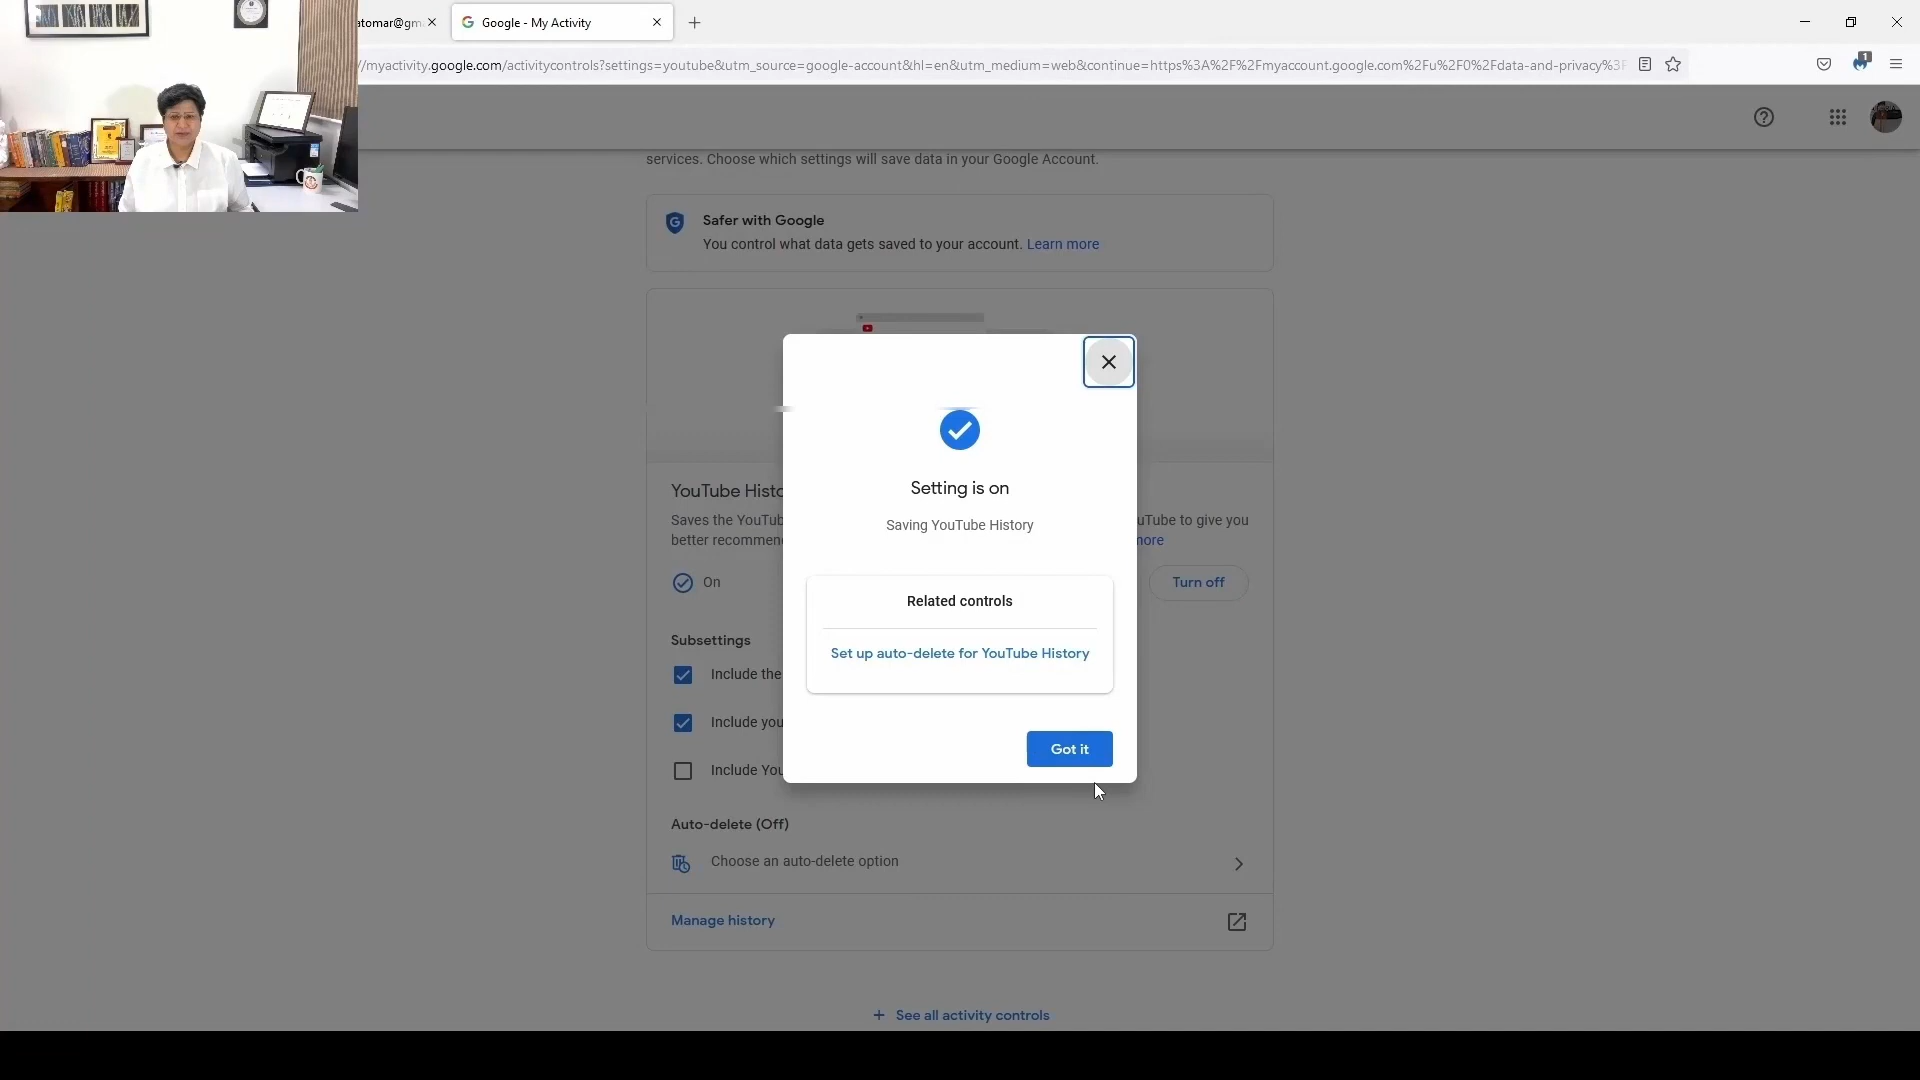 atomar@gm
Google - My Activity
//myactivity.google.com/activitycontrols?settings=youtube&utm_source=google-account&hl=en&utm_medium=web&continue=https%3A%2F%2Fmyaccount.google.com%2Fu%2F0%2Fdata-and-privacy%3F
1
services. Choose which settings will save data in your Google Account.
Safer with Google
You control what data gets saved to your account. Learn more
Setting is on
YouTube Histo
Saves the YouTub
uTube to give you
Saving YouTube History
better recommen
more
On
Turn off
Related controls
Subsettings
Set up auto-delete for YouTube History
Include the
Include you
Got it
Include You
Auto-delete (Off)
Choose an auto-delete option
Manage history
+ See all activity controls